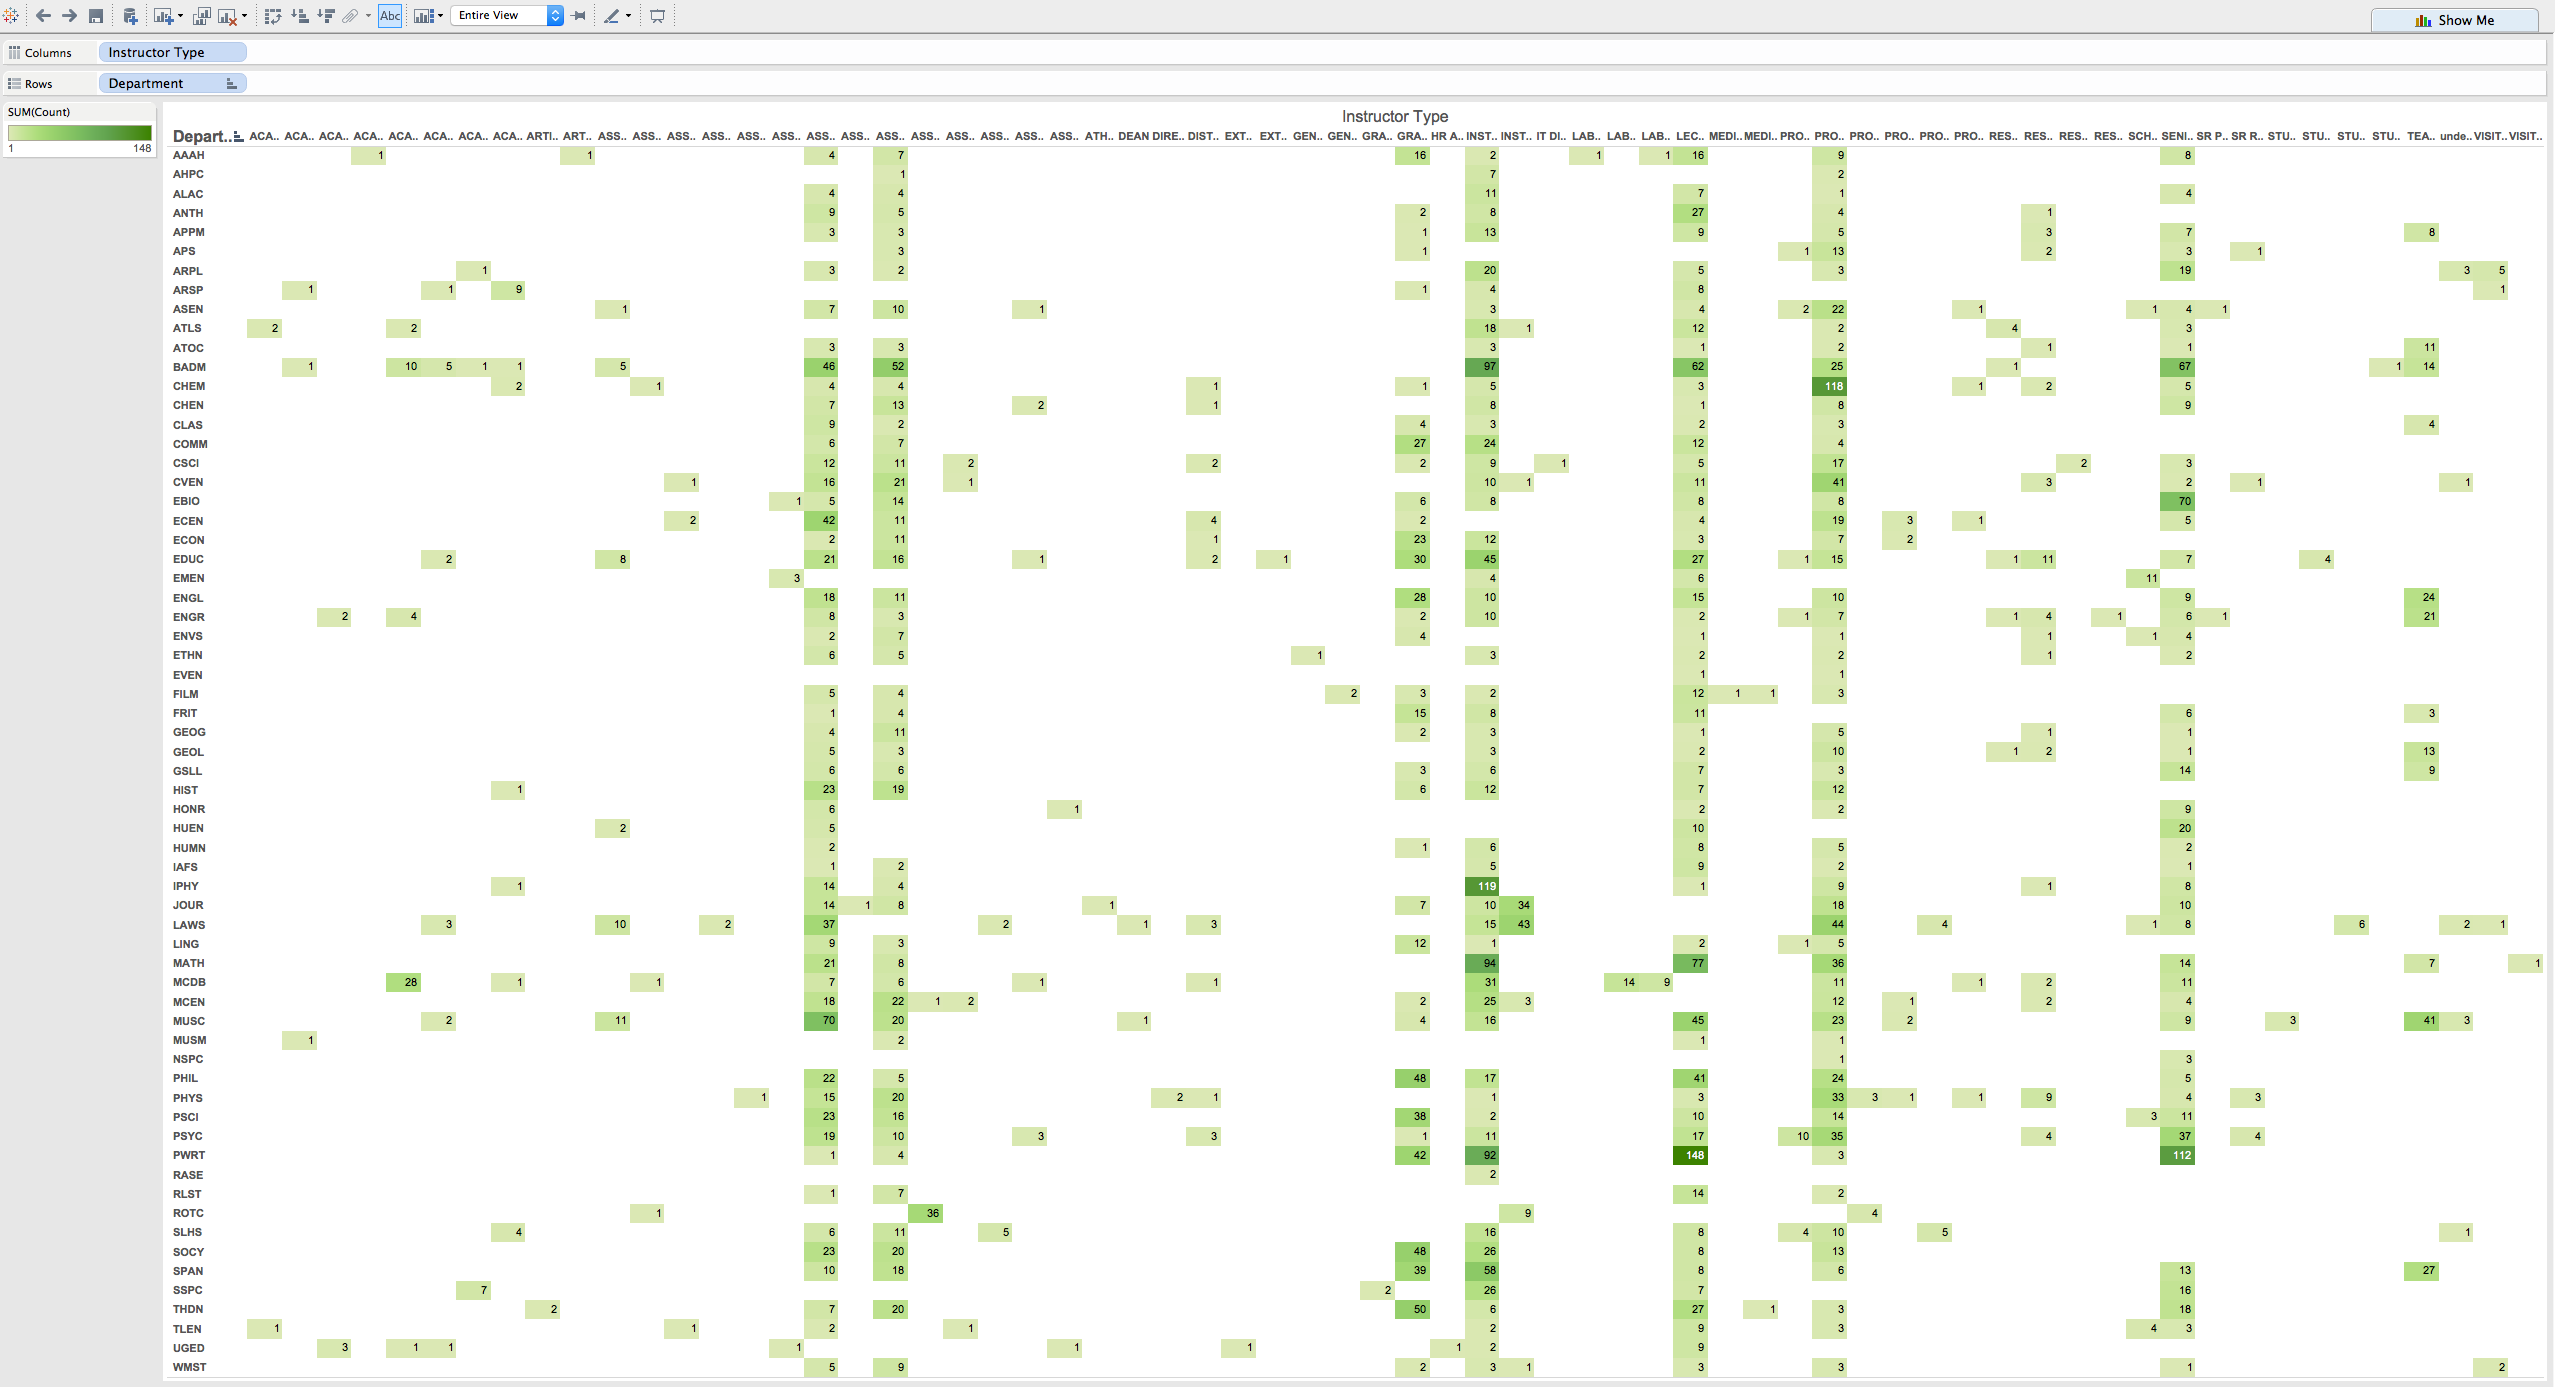 Abc Entire View Show Me
Columns Instructor Type
Rows Department
SUM(Count)
1 148
Instructor Type
Depart.. ACA.. ACA.. ACA.. ACA.. ACA.. ACA.. ACA.. ACA.. ARTI.. ART.. ASS.. ASS.. ASS.. ASS.. ASS.. ASS.. ASS.. ASS.. ASS.. ASS.. ASS.. ASS.. ASS.. ASS.. ATH.. DEAN DIRE.. DIST.. EXT.. EXT.. GEN.. GEN.. GRA.. GRA.. HR A.. INST.. INST.. IT DI.. LAB.. LAB.. LAB.. LEC.. MEDI.. MEDI.. PRO.. PRO.. PRO.. PRO.. PRO.. PRO.. RES.. RES.. RES.. RES.. SCH.. SENI.. SR P.. SR R.. STU.. STU.. STU.. STU.. TEA.. unde.. VISIT.. VISIT..
AAAH 1 1 4 7 16 2 1 1 16 9 8
AHPC 1 7 2
ALAC 4 4 11 7 1 4
ANTH 9 5 2 8 27 4 1
APPM 3 3 1 13 9 5 3 7 8
APS 3 1 1 13 2 3 1
ARPL 1 3 2 20 5 3 19 3 5
ARSP 1 1 9 1 4 8 1
ASEN 1 7 10 1 3 4 2 22 1 1 4 1
ATLS 2 2 18 1 12 2 4 3
ATOC 3 3 3 1 2 1 1 11
BADM 1 10 5 1 1 5 46 52 97 62 25 1 67 1 14
CHEM 2 1 4 4 1 1 5 3 118 1 2 5
CHEN 7 13 2 1 8 1 8 9
CLAS 9 2 4 3 2 3 4
COMM 6 7 27 24 12 4
CSCI 12 11 2 2 2 9 1 5 17 2 3
CVEN 1 16 21 1 10 1 11 41 3 2 1 1
EBIO 1 5 14 6 8 8 8 70
ECEN 2 42 11 4 2 4 19 3 1 5
ECON 2 11 1 23 12 3 7 2
EDUC 2 8 21 16 1 2 1 30 45 27 1 15 1 11 7 4
EMEN 3 4 6 11
ENGL 18 11 28 10 15 10 9 24
ENGR 2 4 8 3 2 10 2 1 7 1 4 1 6 1 21
ENVS 2 7 4 1 1 1 1 4
ETHN 6 5 1 3 2 2 1 2
EVEN 1 1
FILM 5 4 2 3 2 12 1 1 3
FRIT 1 4 15 8 11 6 3
GEOG 4 11 2 3 1 5 1 1
GEOL 5 3 3 2 10 1 2 1 13
GSLL 6 6 3 6 7 3 14 9
HIST 1 23 19 6 12 7 12
HONR 6 1 2 2 9
HUEN 2 5 10 20
HUMN 2 1 6 8 5 2
IAFS 1 2 5 9 2 1
IPHY 1 14 4 119 1 9 1 8
JOUR 14 1 8 1 7 10 34 18 10
LAWS 3 10 2 37 2 1 3 15 43 44 4 1 8 6 2 1
LING 9 3 12 1 2 1 5
MATH 21 8 94 77 36 14 7 1
MCDB 28 1 1 7 6 1 1 31 14 9 11 1 2 11
MCEN 18 22 1 2 2 25 3 12 1 2 4
MUSC 2 11 70 20 1 4 16 45 23 2 9 3 41 3
MUSM 1 2 1 1
NSPC 1 3
PHIL 22 5 48 17 41 24 5
PHYS 1 15 20 2 1 1 3 33 3 1 1 9 4 3
PSCI 23 16 38 2 10 14 3 11
PSYC 19 10 3 3 1 11 17 10 35 4 37 4
PWRT 1 4 42 92 148 3 112
RASE 2
RLST 1 7 14 2
ROTC 1 36 9 4
SLHS 4 6 11 5 16 8 4 10 5 1
SOCY 23 20 48 26 8 13
SPAN 10 18 39 58 8 6 13 27
SSPC 7 2 26 7 16
THDN 2 7 20 50 6 27 1 3 18
TLEN 1 1 2 1 2 9 3 4 3
UGED 3 1 1 1 1 1 1 2 9
WMST 5 9 2 3 1 3 3 1 2